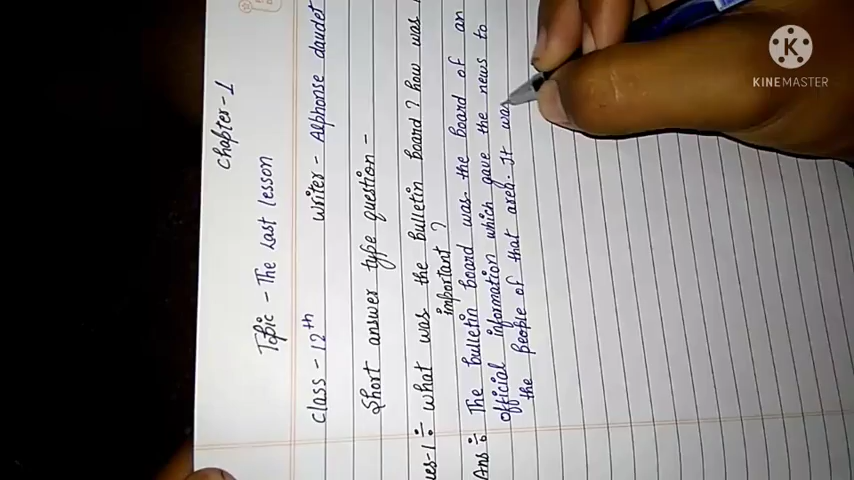 Chapter-1
Topic - The Last lesson
Class - 12th Writer - Alphonse daudet
Short answer type question -
ues-1 ÷ What was the bulletin board? how was
important ?
Ans ÷ The bulletin board was the board of an
Official information which gave the news to
the people of that area. It was
KINEMASTER